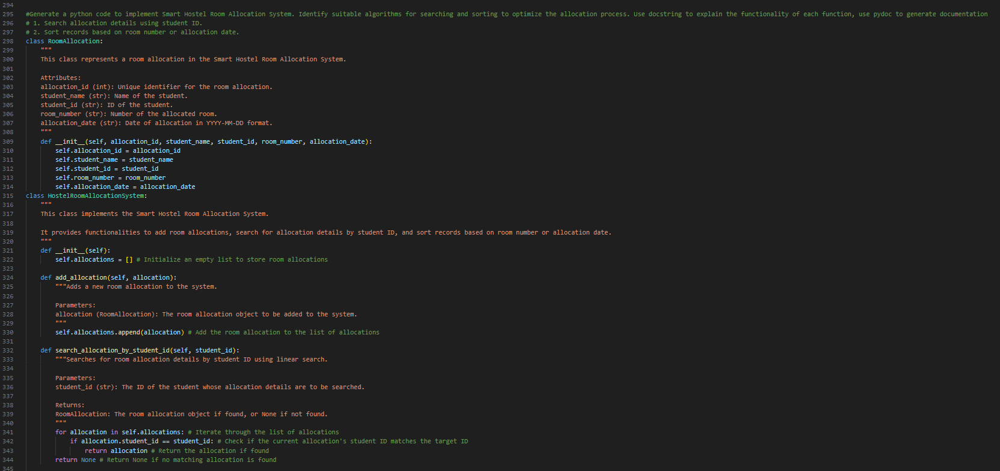 294
295 #Generate a python code to implement Smart Hostel Room Allocation System. Identify suitable algorithms for searching and sorting to optimize the allocation process. Use docstring to explain the functionality of each function, use pydoc to generate documentation
296 # 1. Search allocation details using student ID.
297 # 2. Sort records based on room number or allocation date.
298 class RoomAllocation:
299     """
300     This class represents a room allocation in the Smart Hostel Room Allocation System.
301
302     Attributes:
303     allocation_id (int): Unique identifier for the room allocation.
304     student_name (str): Name of the student.
305     student_id (str): ID of the student.
306     room_number (str): Number of the allocated room.
307     allocation_date (str): Date of allocation in YYYY-MM-DD format.
308     """
309     def __init__(self, allocation_id, student_name, student_id, room_number, allocation_date):
310         self.allocation_id = allocation_id
311         self.student_name = student_name
312         self.student_id = student_id
313         self.room_number = room_number
314         self.allocation_date = allocation_date
315 class HostelRoomAllocationSystem:
316     """
317     This class implements the Smart Hostel Room Allocation System.
318
319     It provides functionalities to add room allocations, search for allocation details by student ID, and sort records based on room number or allocation date.
320     """
321     def __init__(self):
322         self.allocations = [] # Initialize an empty list to store room allocations
323
324     def add_allocation(self, allocation):
325         """Adds a new room allocation to the system.
326
327         Parameters:
328         allocation (RoomAllocation): The room allocation object to be added to the system.
329         """
330         self.allocations.append(allocation) # Add the room allocation to the list of allocations
331
332     def search_allocation_by_student_id(self, student_id):
333         """Searches for room allocation details by student ID using linear search.
334
335         Parameters:
336         student_id (str): The ID of the student whose allocation details are to be searched.
337
338         Returns:
339         RoomAllocation: The room allocation object if found, or None if not found.
340         """
341         for allocation in self.allocations: # Iterate through the list of allocations
342             if allocation.student_id == student_id: # Check if the current allocation's student ID matches the target ID
343                 return allocation # Return the allocation if found
344         return None # Return None if no matching allocation is found
345